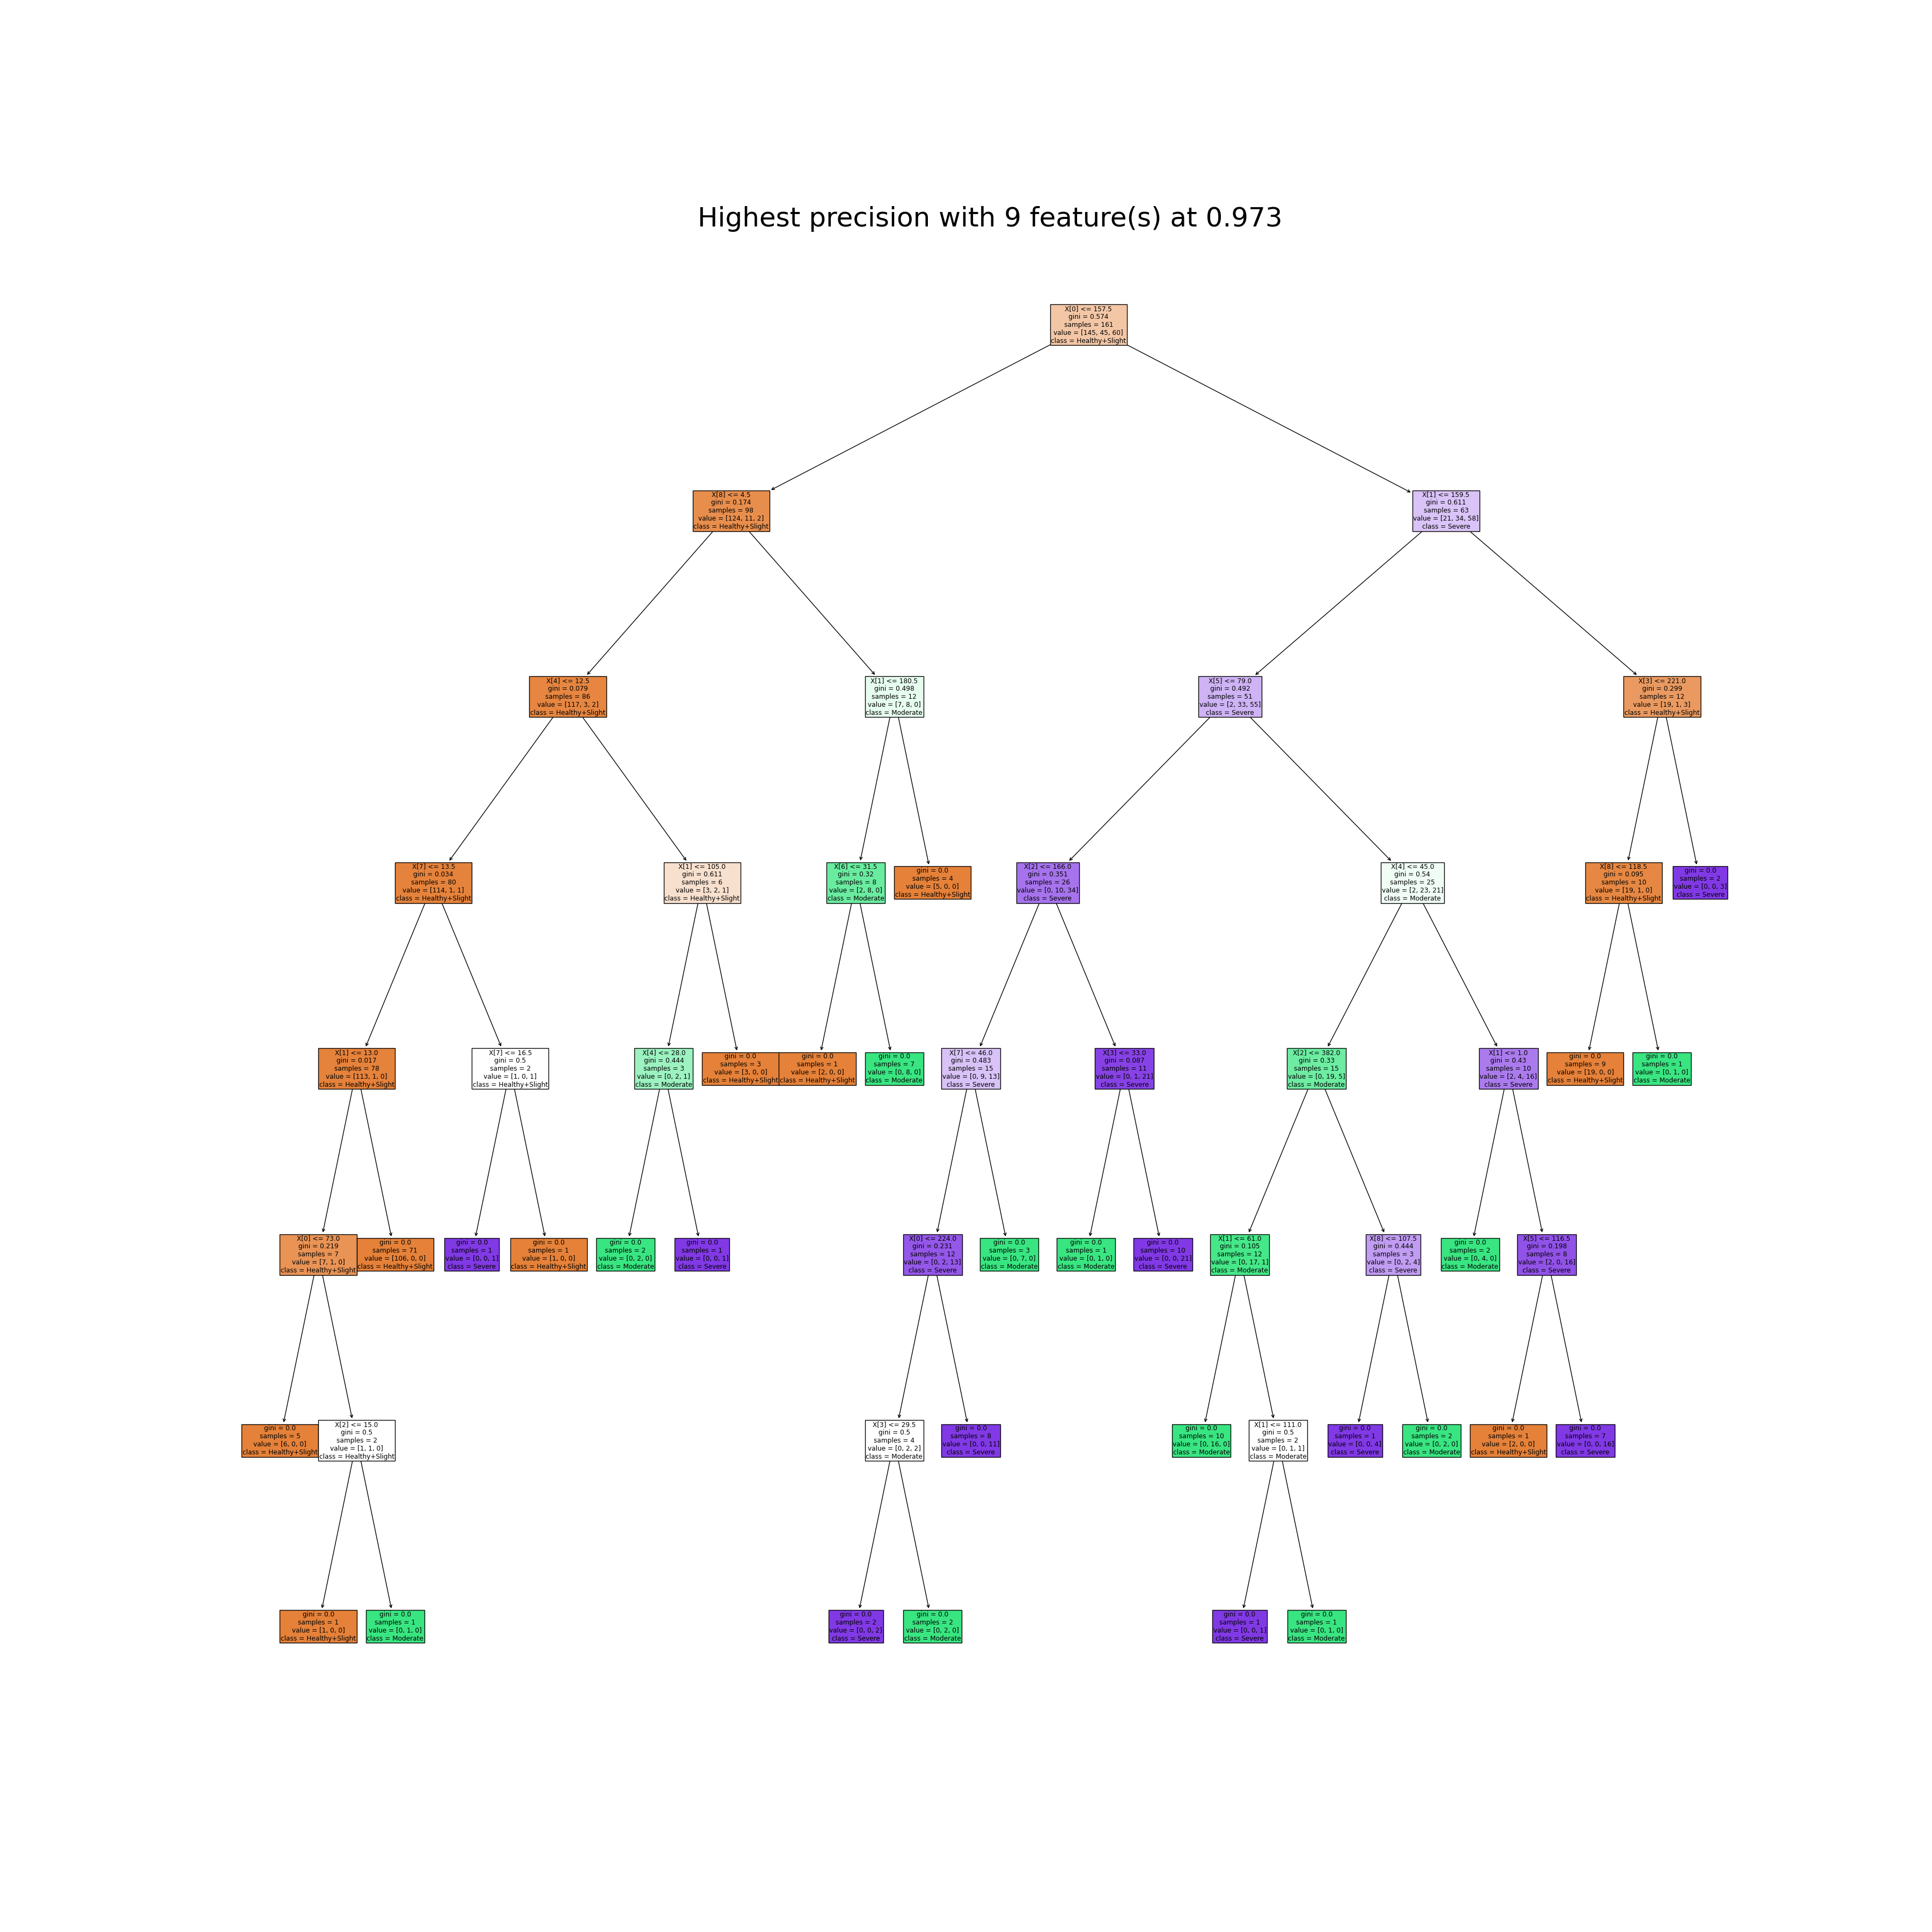 Highest precision with 9 feature(s) at 0.973
X[0] <= 157.5
gini = 0.574
samples = 161
value = [145, 45, 60]
class = Healthy+Slight
X[8] <= 4.5
gini = 0.174
samples = 98
value = [124, 11, 2]
class = Healthy+Slight
X[1] <= 159.5
gini = 0.611
samples = 63
value = [21, 34, 58]
class = Severe
X[4] <= 12.5
gini = 0.079
samples = 86
value = [117, 3, 2]
class = Healthy+Slight
X[1] <= 180.5
gini = 0.498
samples = 12
value = [7, 8, 0]
class = Moderate
X[5] <= 79.0
gini = 0.492
samples = 51
value = [2, 33, 55]
class = Severe
X[3] <= 221.0
gini = 0.299
samples = 12
value = [19, 1, 3]
class = Healthy+Slight
X[7] <= 13.5
gini = 0.034
samples = 80
value = [114, 1, 1]
class = Healthy+Slight
X[1] <= 105.0
gini = 0.611
samples = 6
value = [3, 2, 1]
class = Healthy+Slight
X[6] <= 31.5
gini = 0.32
samples = 8
value = [2, 8, 0]
class = Moderate
gini = 0.0
samples = 4
value = [5, 0, 0]
class = Healthy+Slight
X[2] <= 166.0
gini = 0.351
samples = 26
value = [0, 10, 34]
class = Severe
X[4] <= 45.0
gini = 0.54
samples = 25
value = [2, 23, 21]
class = Moderate
X[8] <= 118.5
gini = 0.095
samples = 10
value = [19, 1, 0]
class = Healthy+Slight
gini = 0.0
samples = 2
value = [0, 0, 3]
class = Severe
X[1] <= 13.0
gini = 0.017
samples = 78
value = [113, 1, 0]
class = Healthy+Slight
X[7] <= 16.5
gini = 0.5
samples = 2
value = [1, 0, 1]
class = Healthy+Slight
X[4] <= 28.0
gini = 0.444
samples = 3
value = [0, 2, 1]
class = Moderate
gini = 0.0
samples = 3
value = [3, 0, 0]
class = Healthy+Slight
gini = 0.0
samples = 1
value = [2, 0, 0]
class = Healthy+Slight
gini = 0.0
samples = 7
value = [0, 8, 0]
class = Moderate
X[7] <= 46.0
gini = 0.483
samples = 15
value = [0, 9, 13]
class = Severe
X[3] <= 33.0
gini = 0.087
samples = 11
value = [0, 1, 21]
class = Severe
X[2] <= 382.0
gini = 0.33
samples = 15
value = [0, 19, 5]
class = Moderate
X[1] <= 1.0
gini = 0.43
samples = 10
value = [2, 4, 16]
class = Severe
gini = 0.0
samples = 9
value = [19, 0, 0]
class = Healthy+Slight
gini = 0.0
samples = 1
value = [0, 1, 0]
class = Moderate
X[0] <= 73.0
gini = 0.219
samples = 7
value = [7, 1, 0]
class = Healthy+Slight
gini = 0.0
samples = 71
value = [106, 0, 0]
class = Healthy+Slight
gini = 0.0
samples = 1
value = [0, 0, 1]
class = Severe
gini = 0.0
samples = 1
value = [1, 0, 0]
class = Healthy+Slight
gini = 0.0
samples = 2
value = [0, 2, 0]
class = Moderate
gini = 0.0
samples = 1
value = [0, 0, 1]
class = Severe
X[0] <= 224.0
gini = 0.231
samples = 12
value = [0, 2, 13]
class = Severe
gini = 0.0
samples = 3
value = [0, 7, 0]
class = Moderate
gini = 0.0
samples = 1
value = [0, 1, 0]
class = Moderate
gini = 0.0
samples = 10
value = [0, 0, 21]
class = Severe
X[1] <= 61.0
gini = 0.105
samples = 12
value = [0, 17, 1]
class = Moderate
X[8] <= 107.5
gini = 0.444
samples = 3
value = [0, 2, 4]
class = Severe
gini = 0.0
samples = 2
value = [0, 4, 0]
class = Moderate
X[5] <= 116.5
gini = 0.198
samples = 8
value = [2, 0, 16]
class = Severe
gini = 0.0
samples = 5
value = [6, 0, 0]
class = Healthy+Slight
X[2] <= 15.0
gini = 0.5
samples = 2
value = [1, 1, 0]
class = Healthy+Slight
X[3] <= 29.5
gini = 0.5
samples = 4
value = [0, 2, 2]
class = Moderate
gini = 0.0
samples = 8
value = [0, 0, 11]
class = Severe
gini = 0.0
samples = 10
value = [0, 16, 0]
class = Moderate
X[1] <= 111.0
gini = 0.5
samples = 2
value = [0, 1, 1]
class = Moderate
gini = 0.0
samples = 1
value = [0, 0, 4]
class = Severe
gini = 0.0
samples = 2
value = [0, 2, 0]
class = Moderate
gini = 0.0
samples = 1
value = [2, 0, 0]
class = Healthy+Slight
gini = 0.0
samples = 7
value = [0, 0, 16]
class = Severe
gini = 0.0
samples = 1
value = [1, 0, 0]
class = Healthy+Slight
gini = 0.0
samples = 1
value = [0, 1, 0]
class = Moderate
gini = 0.0
samples = 2
value = [0, 0, 2]
class = Severe
gini = 0.0
samples = 2
value = [0, 2, 0]
class = Moderate
gini = 0.0
samples = 1
value = [0, 0, 1]
class = Severe
gini = 0.0
samples = 1
value = [0, 1, 0]
class = Moderate